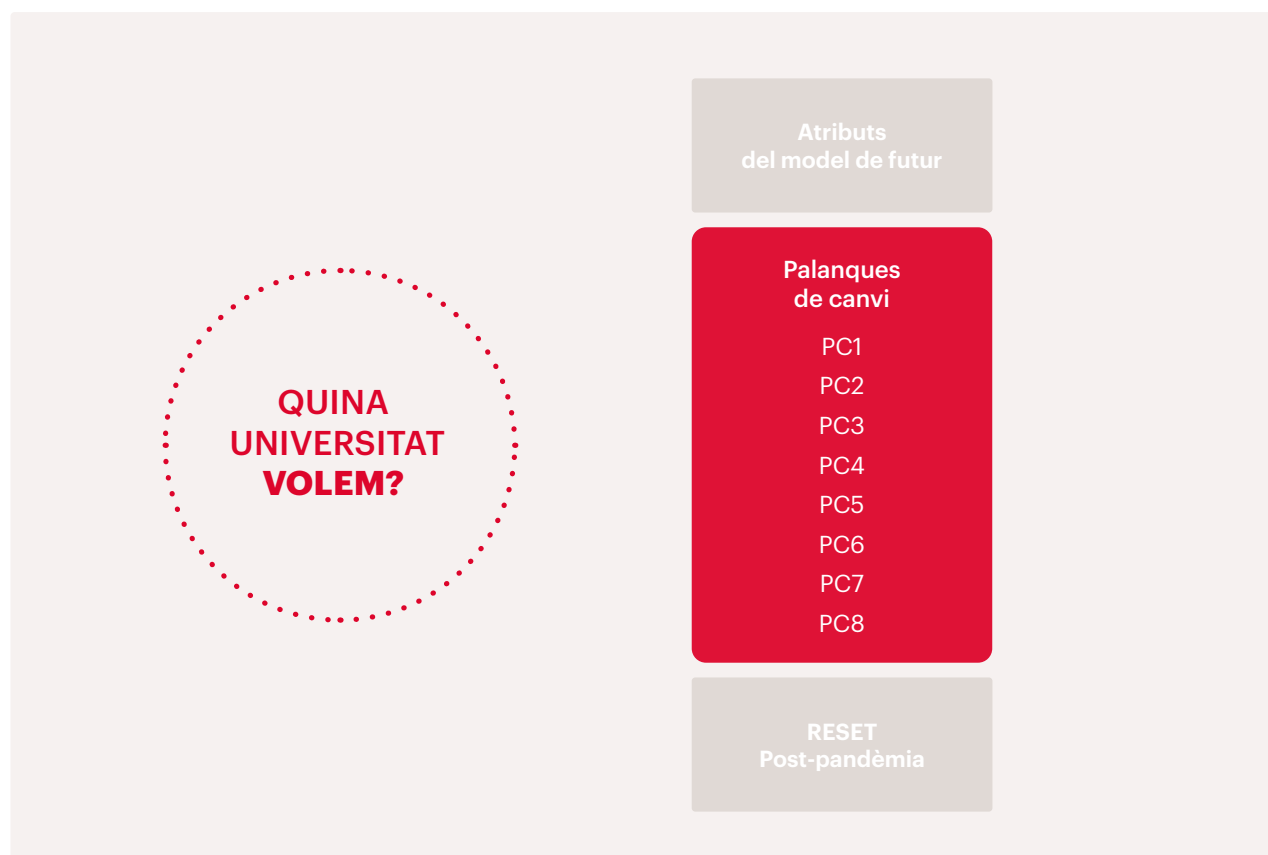 QUINA
UNIVERSITAT
VOLEM?
Atributs
del model de futur
Palanques
de canvi
PC1
PC2
PC3
PC4
PC5
PC6
PC7
PC8
RESET
Post-pandèmia